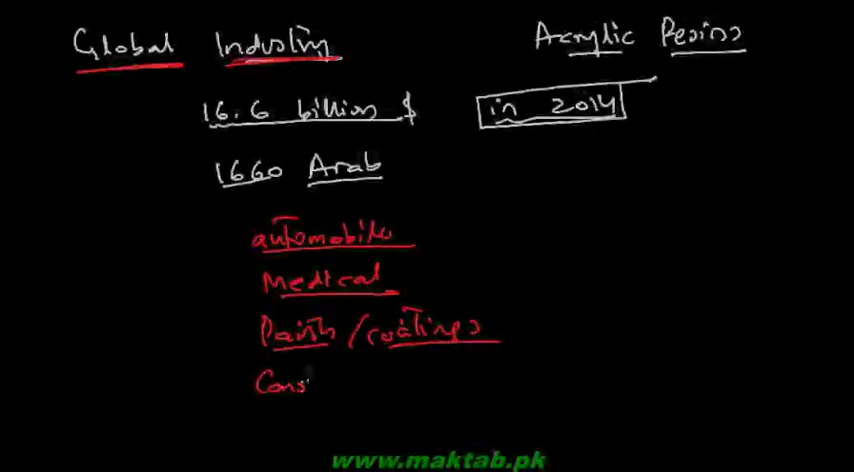 Global Industry Acrylic Resins
16.6 billion $ in 2014
1660 Arab
automobile
Medical
Paints / coatings
Cons
www.maktab.pk